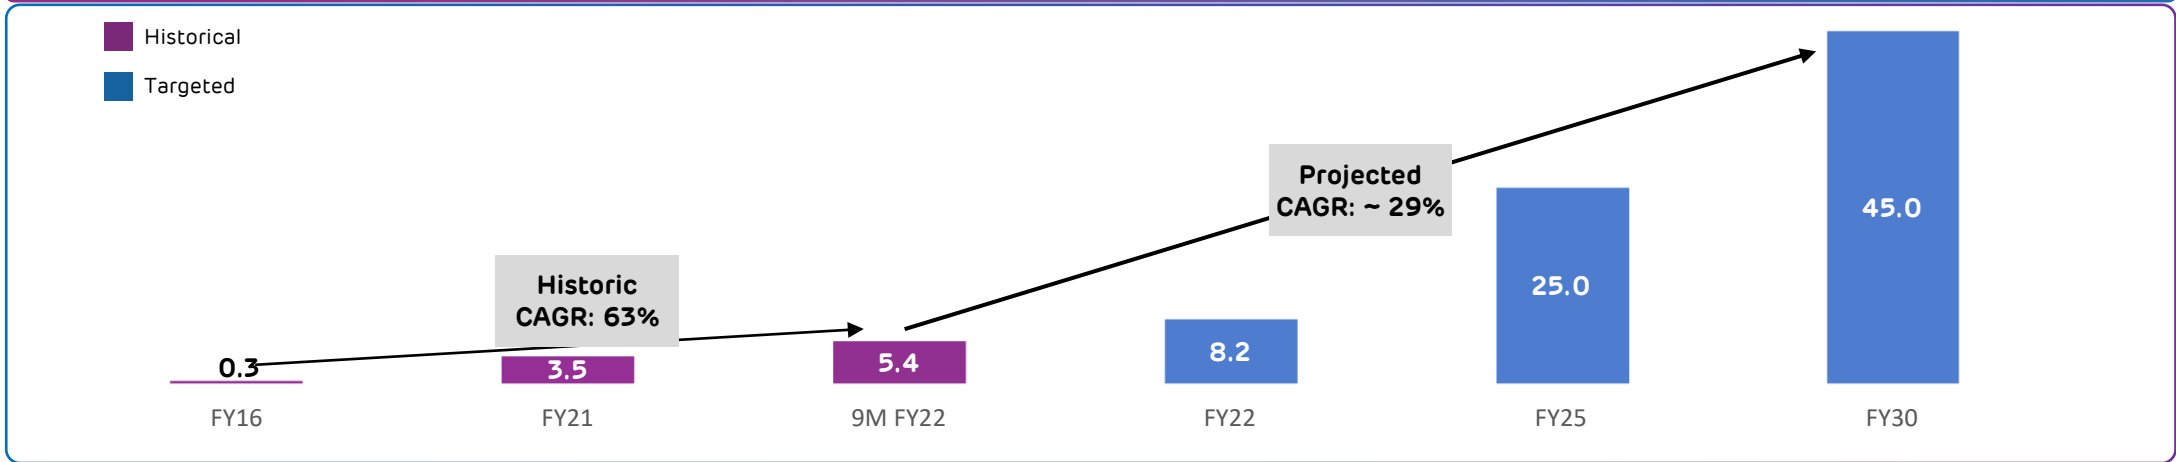 Historical
Targeted
Historic
CAGR: 63%
Projected
CAGR: ~ 29%
0.3
3.5
5.4
8.2
25.0
45.0
FY16
FY21
9M FY22
FY22
FY25
FY30